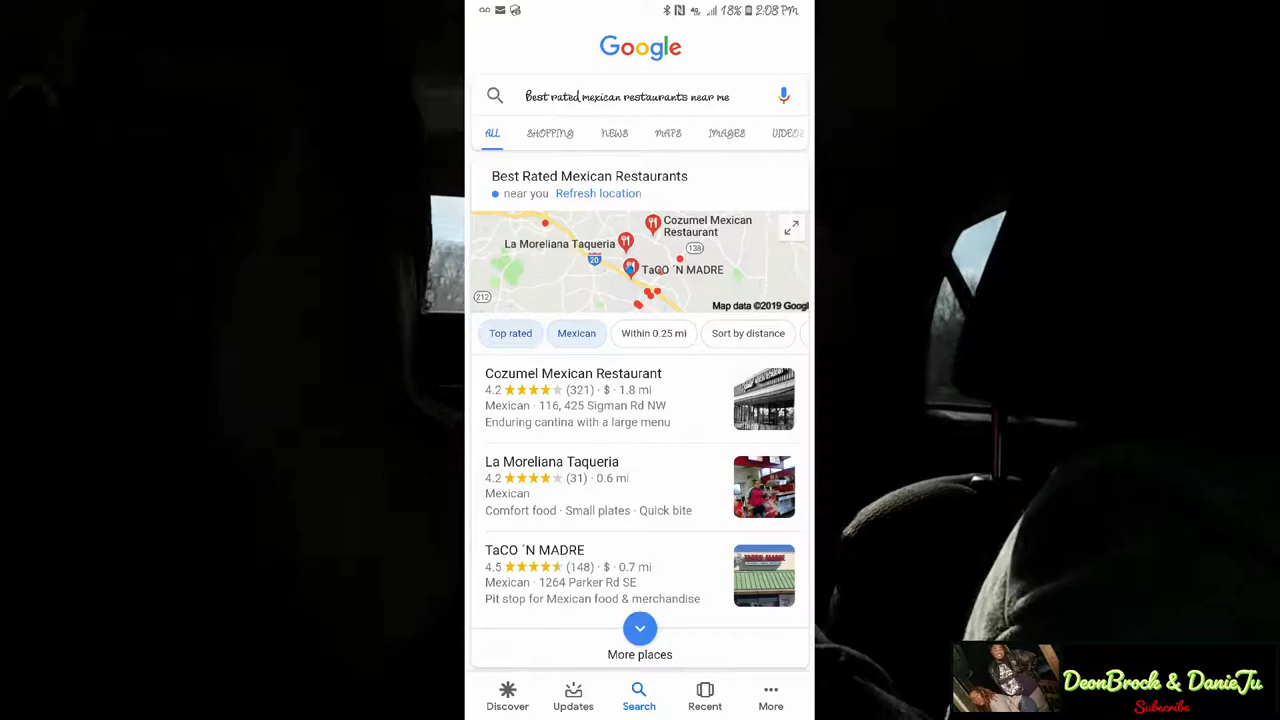 18% 2:08 PM
Google
Best rated mexican restaurants near me
ALL SHOPPING NEWS MAPS IMAGES VIDEOS
Best Rated Mexican Restaurants
near you Refresh location
Cozumel Mexican
Restaurant
La Moreliana Taqueria
138
20
TaCO ´N MADRE
212
Map data ©2019 Googl
Top rated Mexican Within 0.25 mi Sort by distance
Cozumel Mexican Restaurant
4.2 (321) · $ · 1.8 mi
Mexican · 116, 425 Sigman Rd NW
Enduring cantina with a large menu
La Moreliana Taqueria
4.2 (31) · 0.6 mi
Mexican
Comfort food · Small plates · Quick bite
TaCO ´N MADRE
4.5 (148) · $ · 0.7 mi
Mexican · 1264 Parker Rd SE
Pit stop for Mexican food & merchandise
More places
Discover Updates Search Recent More
DeonBrock & DanieJu
Subscribe